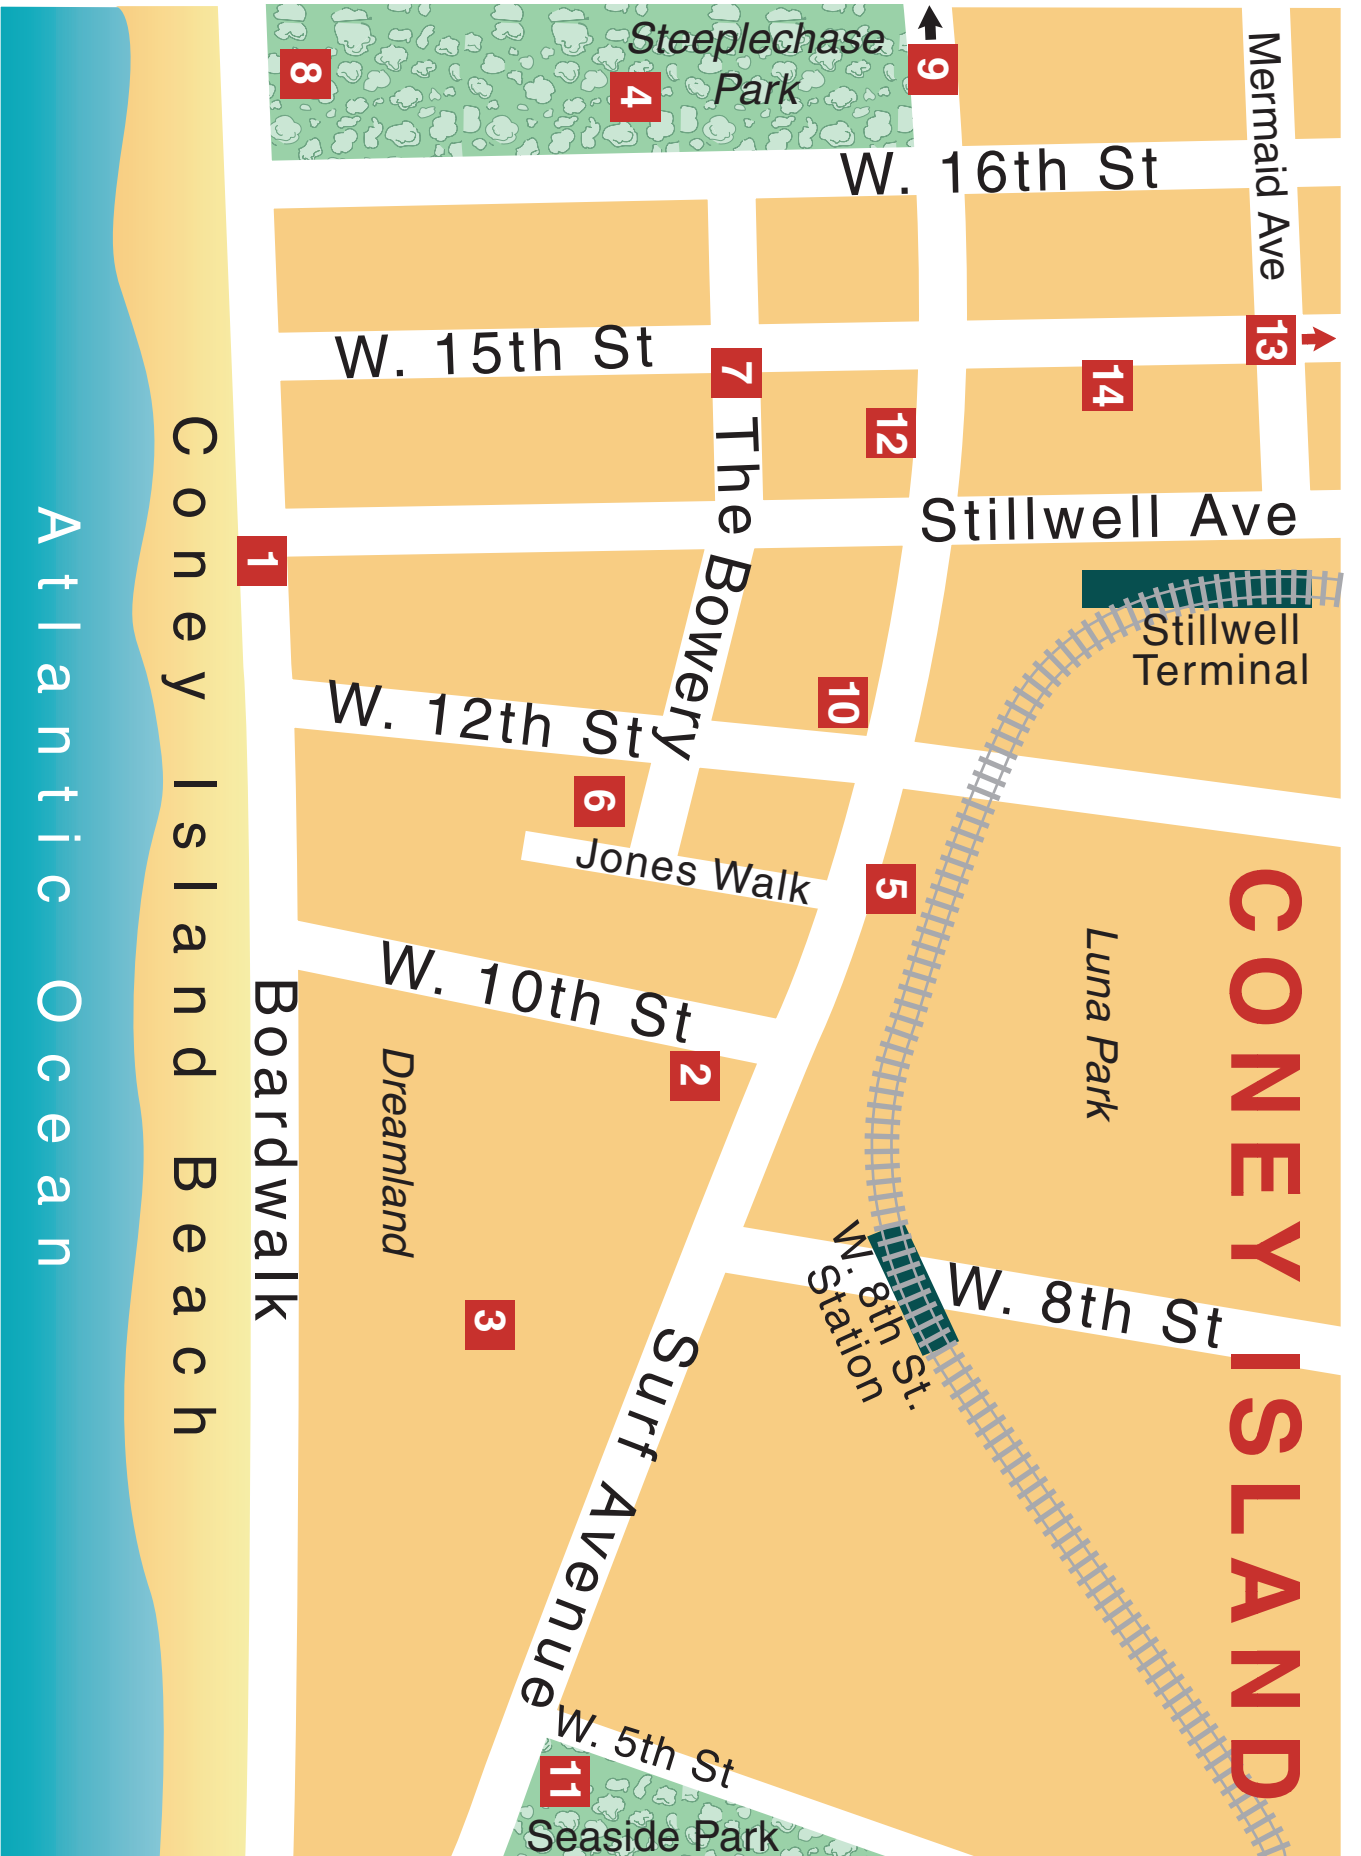 Steeplechase
Park
8
4
9
Mermaid Ave
W. 16th St
W. 15th St
7
13
14
12
The Bowery
Stillwell Ave
1
Stillwell
Terminal
W. 12th St
10
6
Jones Walk
5
W. 10th St
2
Luna Park
CONEY ISLAND
Dreamland
Boardwalk
Coney Island Beach
Atlantic Ocean
3
W. 8th St.
Station
W. 8th St
Surf Avenue
W. 5th St
11
Seaside Park